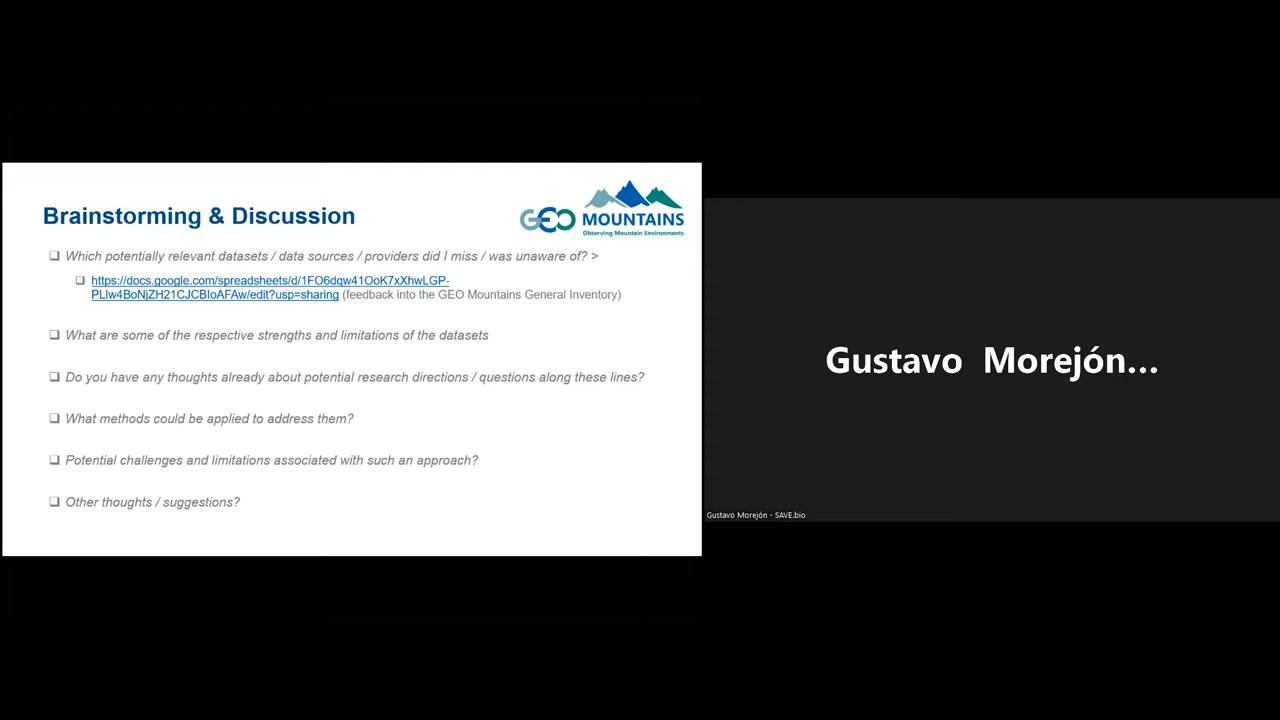 Brainstorming & Discussion
GEO MOUNTAINS
Observing Mountain Environments
❑ Which potentially relevant datasets / data sources / providers did I miss / was unaware of? >
❑ https://docs.google.com/spreadsheets/d/1FO6dqw41OoK7xXhwLGP-
PLlw4BoNjZH21CJCBIoAFAw/edit?usp=sharing (feedback into the GEO Mountains General Inventory)
❑ What are some of the respective strengths and limitations of the datasets
❑ Do you have any thoughts already about potential research directions / questions along these lines?
❑ What methods could be applied to address them?
❑ Potential challenges and limitations associated with such an approach?
❑ Other thoughts / suggestions?
Gustavo Morejón...
Gustavo Morejón - SAVE.bio